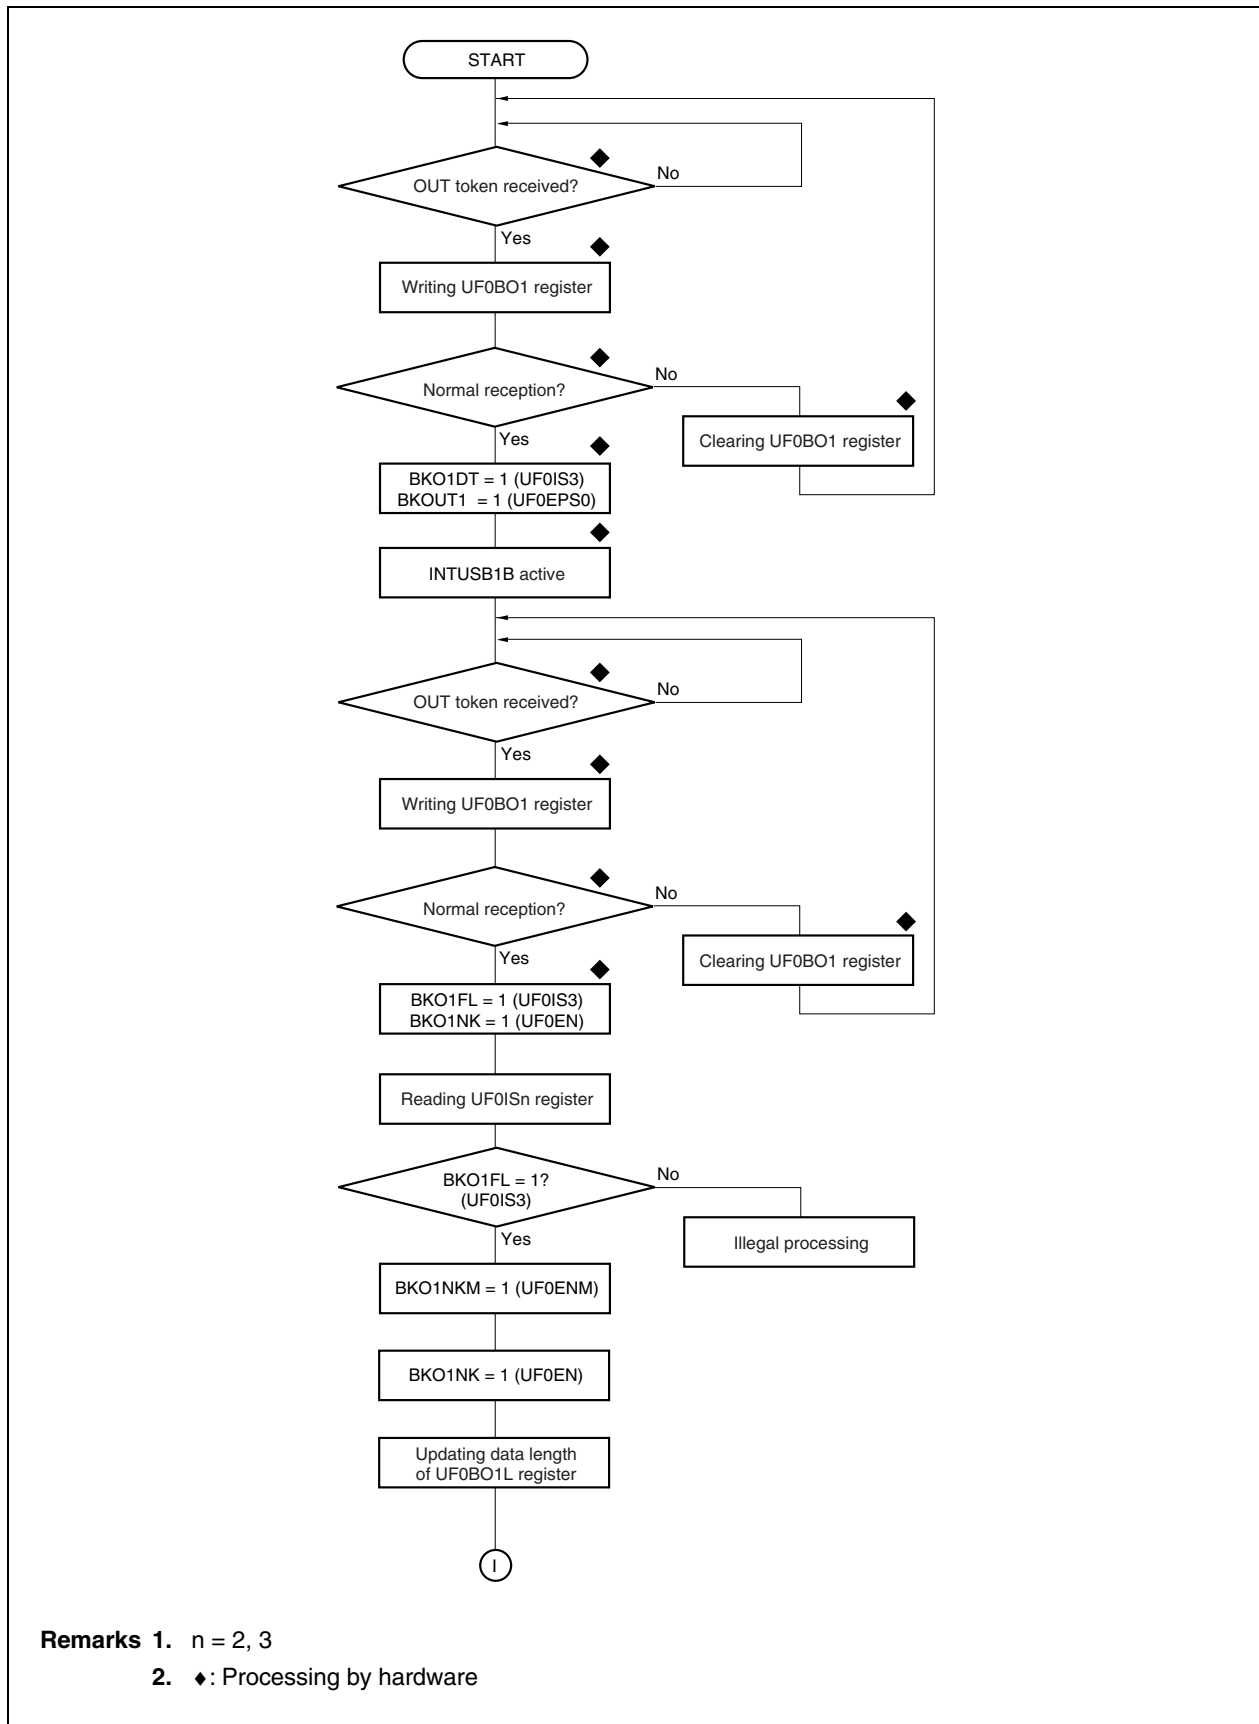 START
OUT token received?
No
Yes
Writing UF0BO1 register
Normal reception?
No
Clearing UF0BO1 register
Yes
BKO1DT = 1 (UF0IS3)
BKOUT1 = 1 (UF0EPS0)
INTUSB1B active
OUT token received?
No
Yes
Writing UF0BO1 register
Normal reception?
No
Clearing UF0BO1 register
Yes
BKO1FL = 1 (UF0IS3)
BKO1NK = 1 (UF0EN)
Reading UF0ISn register
BKO1FL = 1?
(UF0IS3)
No
Illegal processing
Yes
BKO1NKM = 1 (UF0ENM)
BKO1NK = 1 (UF0EN)
Updating data length
of UF0BO1L register
I
Remarks 1. n = 2, 3
2. ♦: Processing by hardware